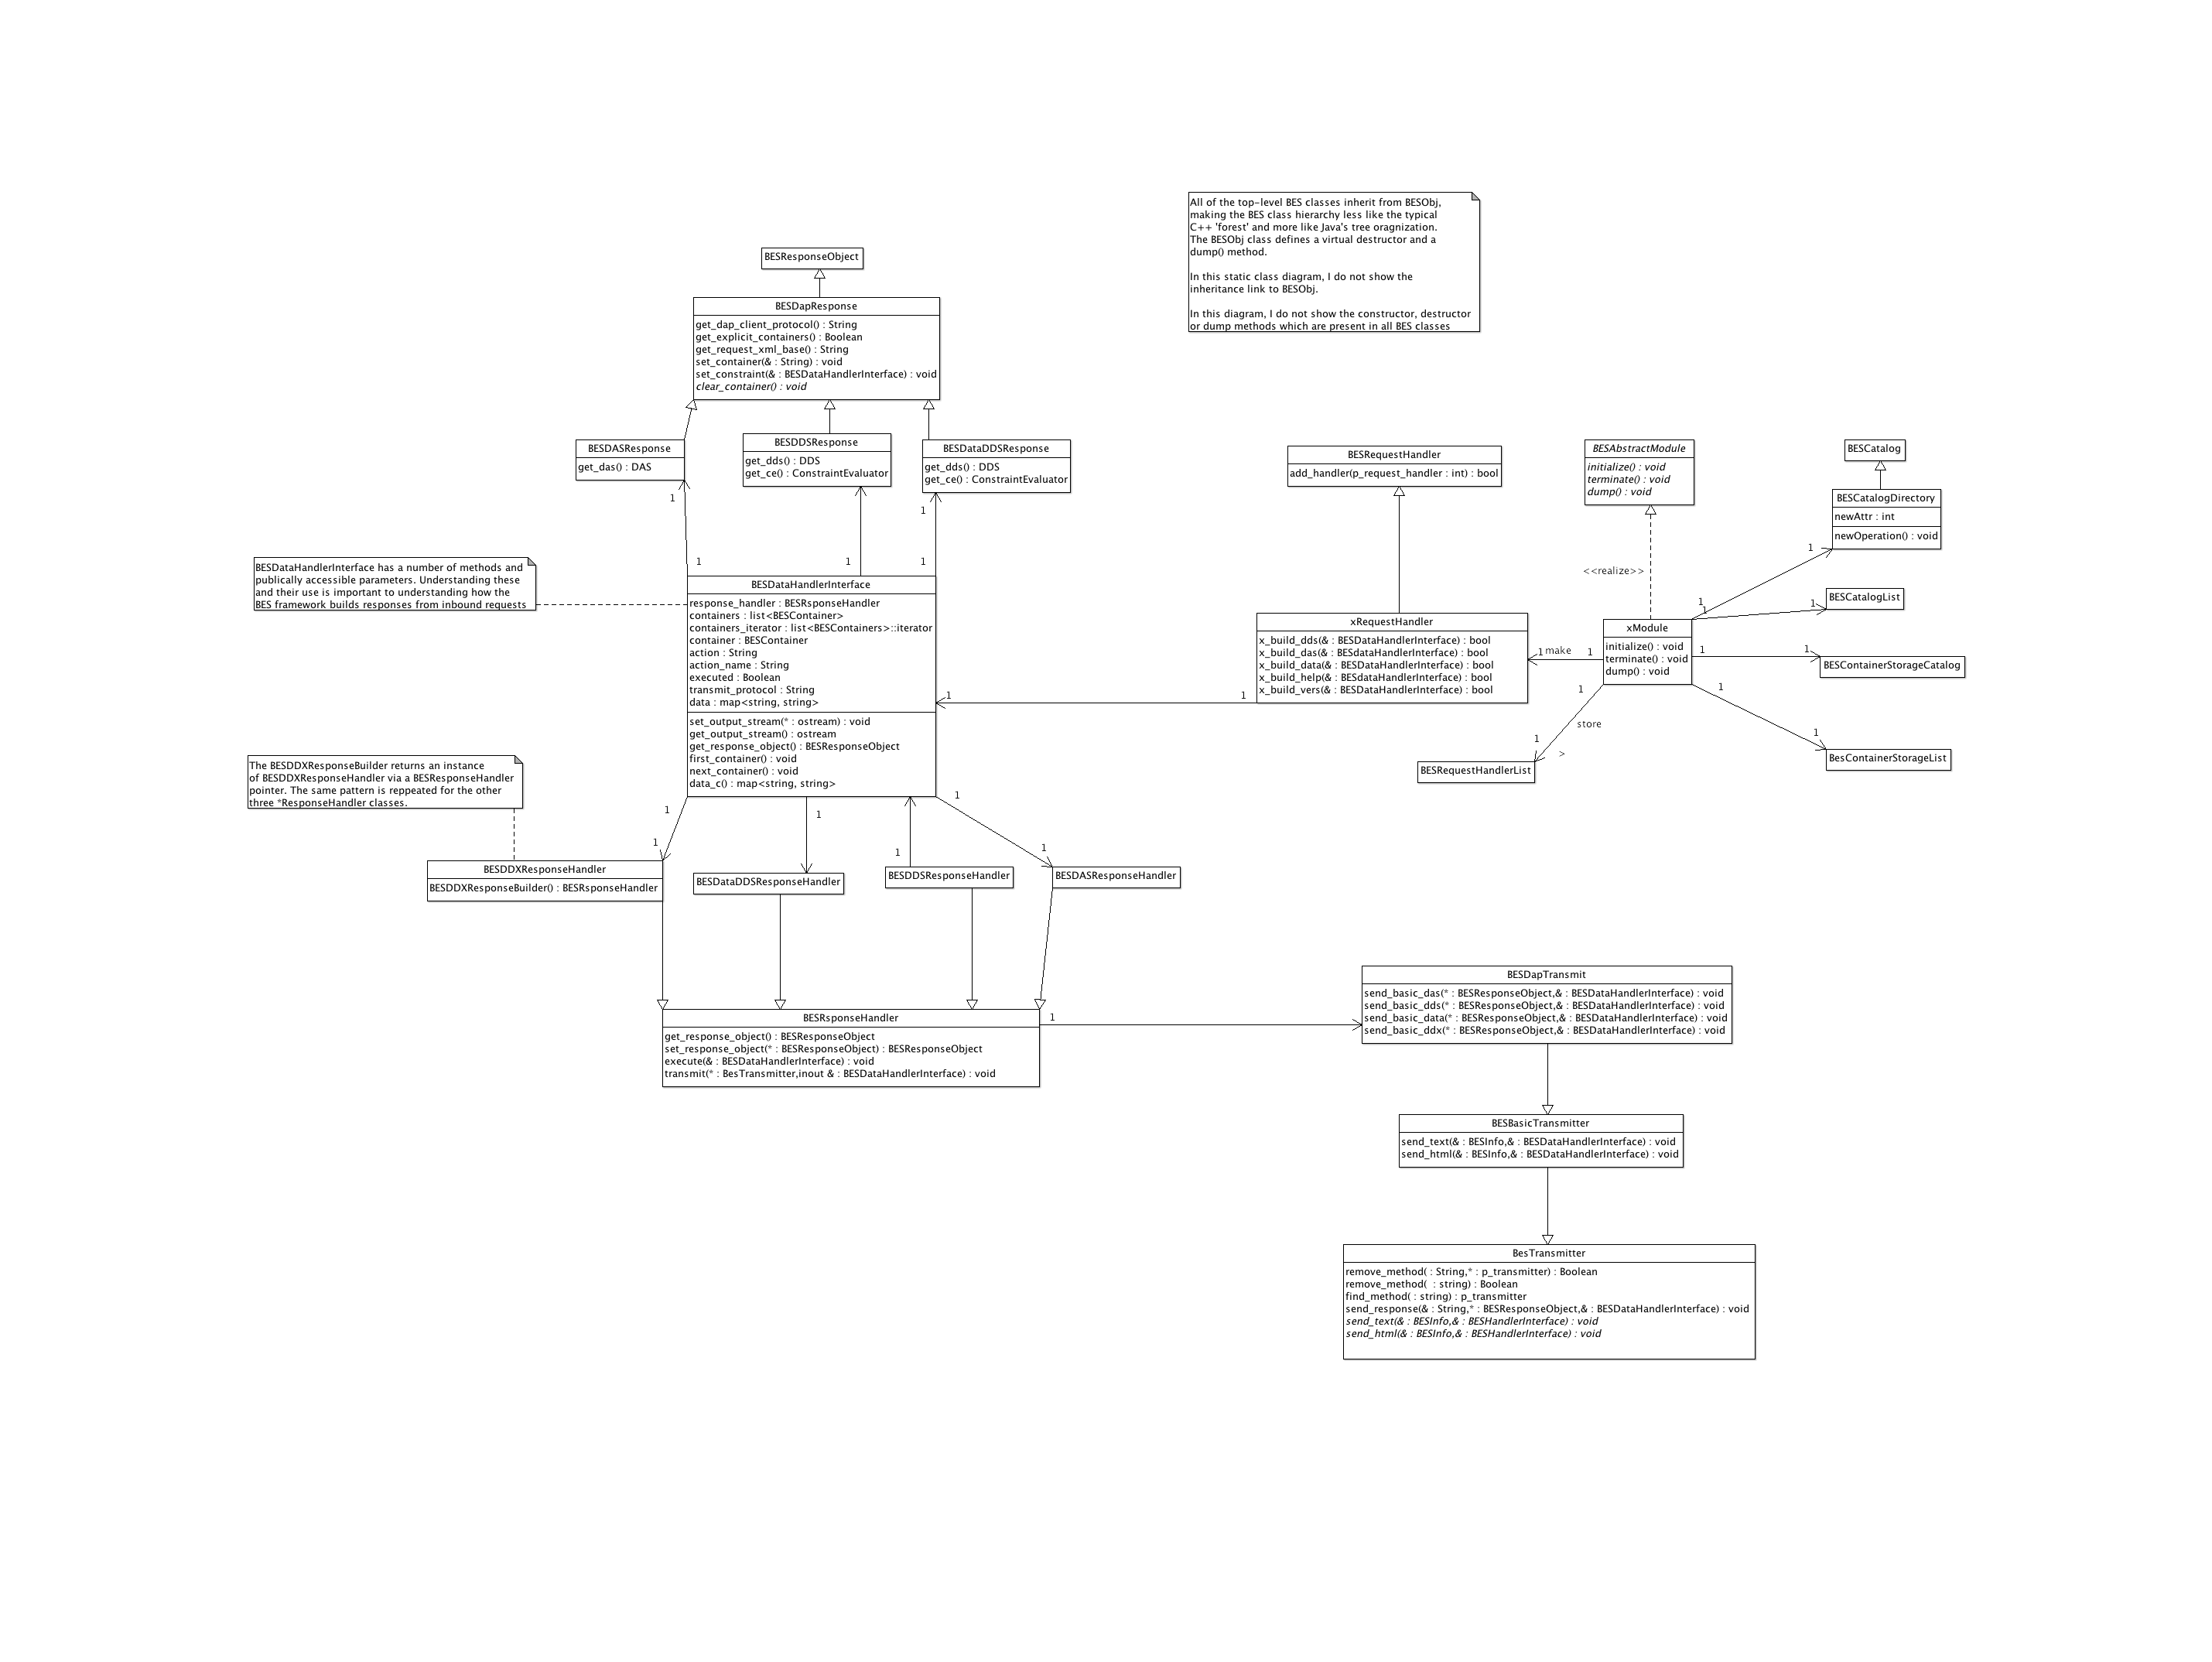 All of the top-level BES classes inherit from BESObj,
making the BES class hierarchy less like the typical
C++ 'forest' and more like Java's tree oragnization.
The BESObj class defines a virtual destructor and a
dump() method.
In this static class diagram, I do not show the
inheritance link to BESObj.
In this diagram, I do not show the constructor, destructor
or dump methods which are present in all BES classes
BESResponseObject
BESDapResponse
get_dap_client_protocol() : String
get_explicit_containers() : Boolean
get_request_xml_base() : String
set_container(& : String) : void
set_constraint(& : BESDataHandlerInterface) : void
clear_container() : void
BESDASResponse
get_das() : DAS
BESDDSResponse
get_dds() : DDS
get_ce() : ConstraintEvaluator
BESDataDDSResponse
get_dds() : DDS
get_ce() : ConstraintEvaluator
1
1
1
1
1
BESDataHandlerInterface has a number of methods and
publically accessible parameters. Understanding these
and their use is important to understanding how the
BES framework builds responses from inbound requests
BESDataHandlerInterface
response_handler : BESRsponseHandler
containers : list<BESContainer>
containers_iterator : list<BESContainers>::iterator
container : BESContainer
action : String
action_name : String
executed : Boolean
transmit_protocol : String
data : map<string, string>
set_output_stream(* : ostream) : void
get_output_stream() : ostream
get_response_object() : BESResponseObject
first_container() : void
next_container() : void
data_c() : map<string, string>
1
1
BESRequestHandler
add_handler(p_request_handler : int) : bool
xRequestHandler
x_build_dds(& : BESDataHandlerInterface) : bool
x_build_das(& : BESdataHandlerInterface) : bool
x_build_data(& : BESDataHandlerInterface) : bool
x_build_help(& : BESDataHandlerInterface) : bool
x_build_vers(& : BESDataHandlerInterface) : bool
1 make 1
BESAbstractModule
initialize() : void
terminate() : void
dump() : void
<<realize>>
xModule
initialize() : void
terminate() : void
dump() : void
BESCatalog
BESCatalogDirectory
newAttr : int
newOperation() : void
1
1
BESCatalogList
1
1
BESContainerStorageCatalog
1
1
BesContainerStorageList
1
1
1
store
1
>
BESRequestHandlerList
The BESDDXResponseBuilder returns an instance
of BESDDXResponseHandler via a BESResponseHandler
pointer. The same pattern is reppeated for the other
three *ResponseHandler classes.
1
1
1
1
1
1
BESDDXResponseHandler
BESDDXResponseBuilder() : BESRsponseHandler
BESDataDDSResponseHandler
BESDDSResponseHandler
BESDASResponseHandler
BESRsponseHandler
get_response_object() : BESResponseObject
set_response_object(* : BESResponseObject) : BESResponseObject
execute(& : BESDataHandlerInterface) : void
transmit(* : BesTransmitter,inout & : BESDataHandlerInterface) : void
1
BESDapTransmit
send_basic_das(* : BESResponseObject,& : BESDataHandlerInterface) : void
send_basic_dds(* : BESResponseObject,& : BESDataHandlerInterface) : void
send_basic_data(* : BESResponseObject,& : BESDataHandlerInterface) : void
send_basic_ddx(* : BESResponseObject,& : BESDataHandlerInterface) : void
BESBasicTransmitter
send_text(& : BESInfo,& : BESDataHandlerInterface) : void
send_html(& : BESInfo,& : BESDataHandlerInterface) : void
BesTransmitter
remove_method( : String,* : p_transmitter) : Boolean
remove_method(  : string) : Boolean
find_method( : string) : p_transmitter
send_response(& : String,* : BESResponseObject,& : BESDataHandlerInterface) : void
send_text(& : BESInfo,& : BESHandlerInterface) : void
send_html(& : BESInfo,& : BESHandlerInterface) : void